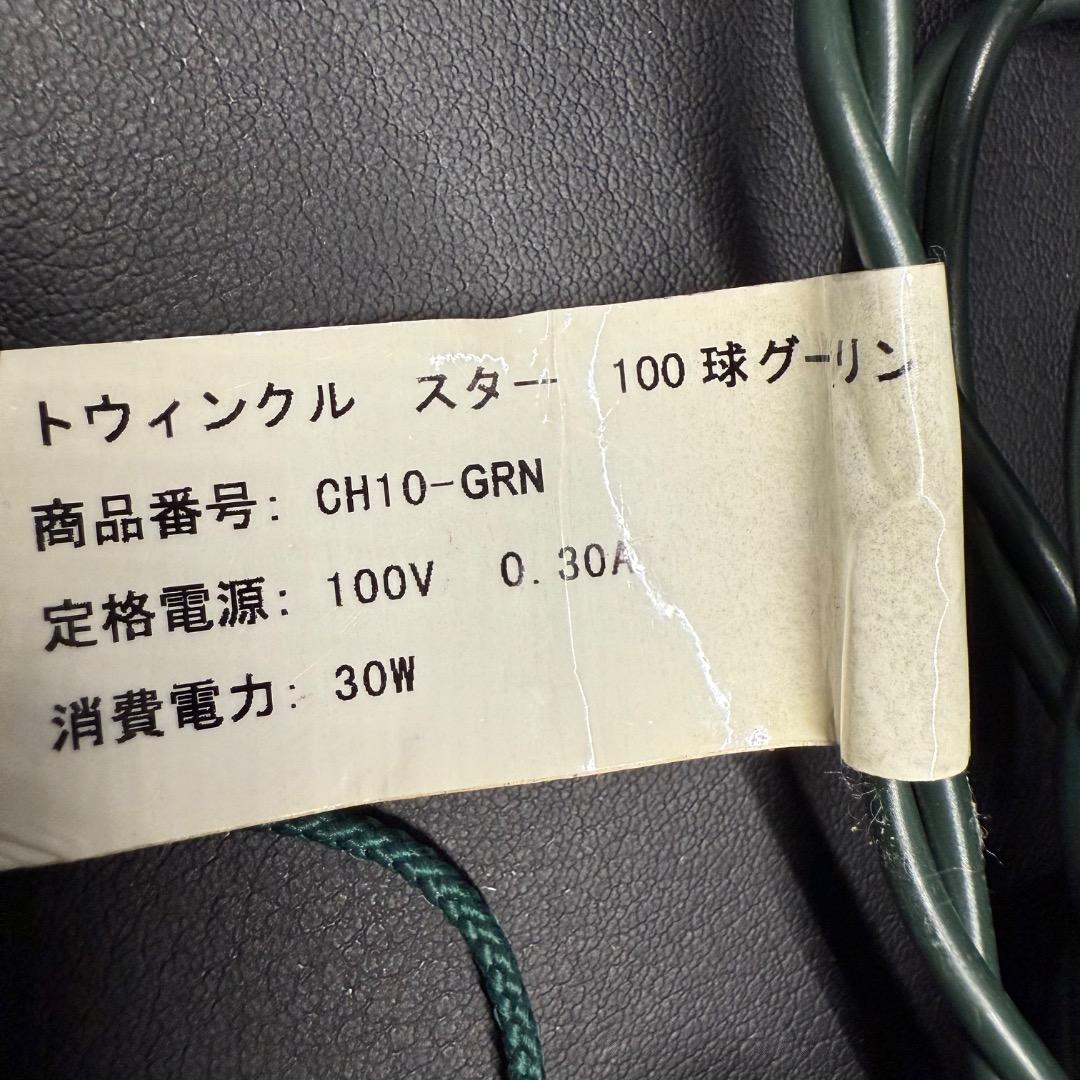 トウィンクル スター 100球グーリン
商品番号: CH10-GRN
定格電源: 100V 0.30A
消費電力: 30W